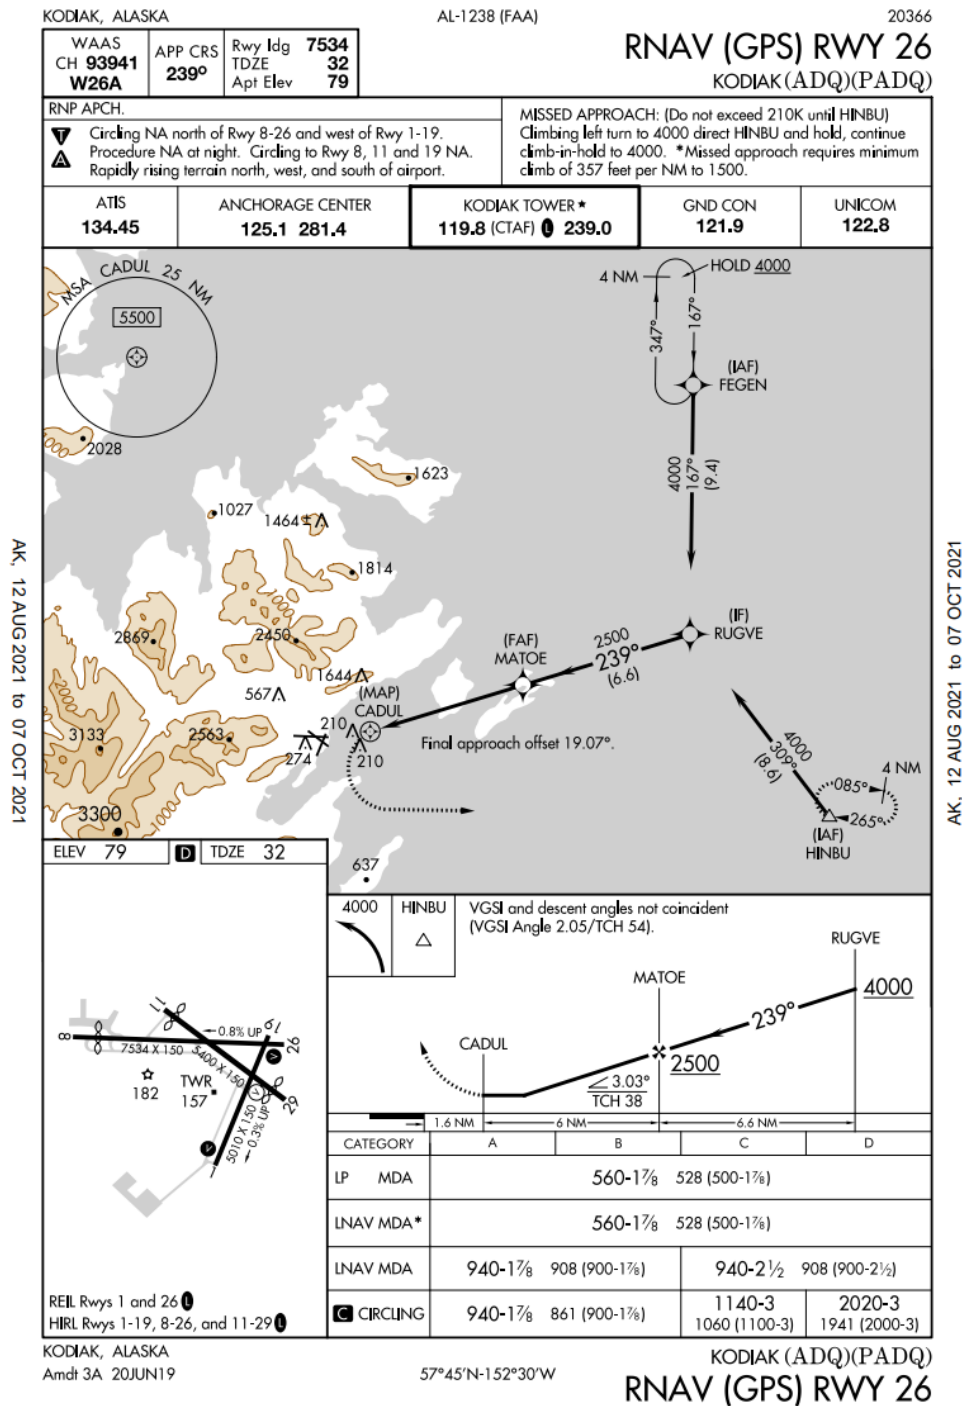 KODIAK, ALASKA
AL-1238 (FAA)
20366
WAAS
CH 93941
W26A
APP CRS
239°
Rwy ldg 7534
TDZE 32
Apt Elev 79
RNAV (GPS) RWY 26
KODIAK (ADQ)(PADQ)
RNP APCH.
T
A
Circling NA north of Rwy 8-26 and west of Rwy 1-19.
Procedure NA at night. Circling to Rwy 8, 11 and 19 NA.
Rapidly rising terrain north, west, and south of airport.
MISSED APPROACH: (Do not exceed 210K until HINBU)
Climbing left turn to 4000 direct HINBU and hold, continue
climb-in-hold to 4000. *Missed approach requires minimum
climb of 357 feet per NM to 1500.
ATIS
134.45
ANCHORAGE CENTER
125.1 281.4
KODIAK TOWER★
119.8 (CTAF) L 239.0
GND CON
121.9
UNICOM
122.8
MSA CADUL 25 NM
5500
4 NM
HOLD 4000
347°
167°
(IAF)
FEGEN
4000
167°
(9.4)
1000
2028
1623
1027
1464±
1814
2869
2450
1644
567
2000
3133
2563
274
210
210
3300
637
(MAP)
CADUL
(FAF)
MATOE
2500
239°
(6.6)
(IF)
RUGVE
Final approach offset 19.07°.
4000
309°
(8.6)
085°
4 NM
265°
(IAF)
HINBU
AK, 12 AUG 2021 to 07 OCT 2021
AK, 12 AUG 2021 to 07 OCT 2021
ELEV 79
D
TDZE 32
8
11
19
26
29
1
0.8% UP
7534 X 150
5400 X 150
5010 X 150
0.3% UP
V
V
V
182
TWR
157
REIL Rwys 1 and 26 L
HIRL Rwys 1-19, 8-26, and 11-29 L
4000
HINBU
VGSI and descent angles not coincident
(VGSI Angle 2.05/TCH 54).
RUGVE
MATOE
CADUL
4000
239°
2500
3.03°
TCH 38
1.6 NM
6 NM
6.6 NM
CATEGORY A B C D
LP MDA 560-1⅞ 528 (500-1⅞)
LNAV MDA* 560-1⅞ 528 (500-1⅞)
LNAV MDA 940-1⅞ 908 (900-1⅞) 940-2½ 908 (900-2½)
C CIRCLING 940-1⅞ 861 (900-1⅞)
1140-3
1060 (1100-3)
2020-3
1941 (2000-3)
KODIAK, ALASKA
Amdt 3A 20JUN19
57°45'N-152°30'W
KODIAK (ADQ)(PADQ)
RNAV (GPS) RWY 26